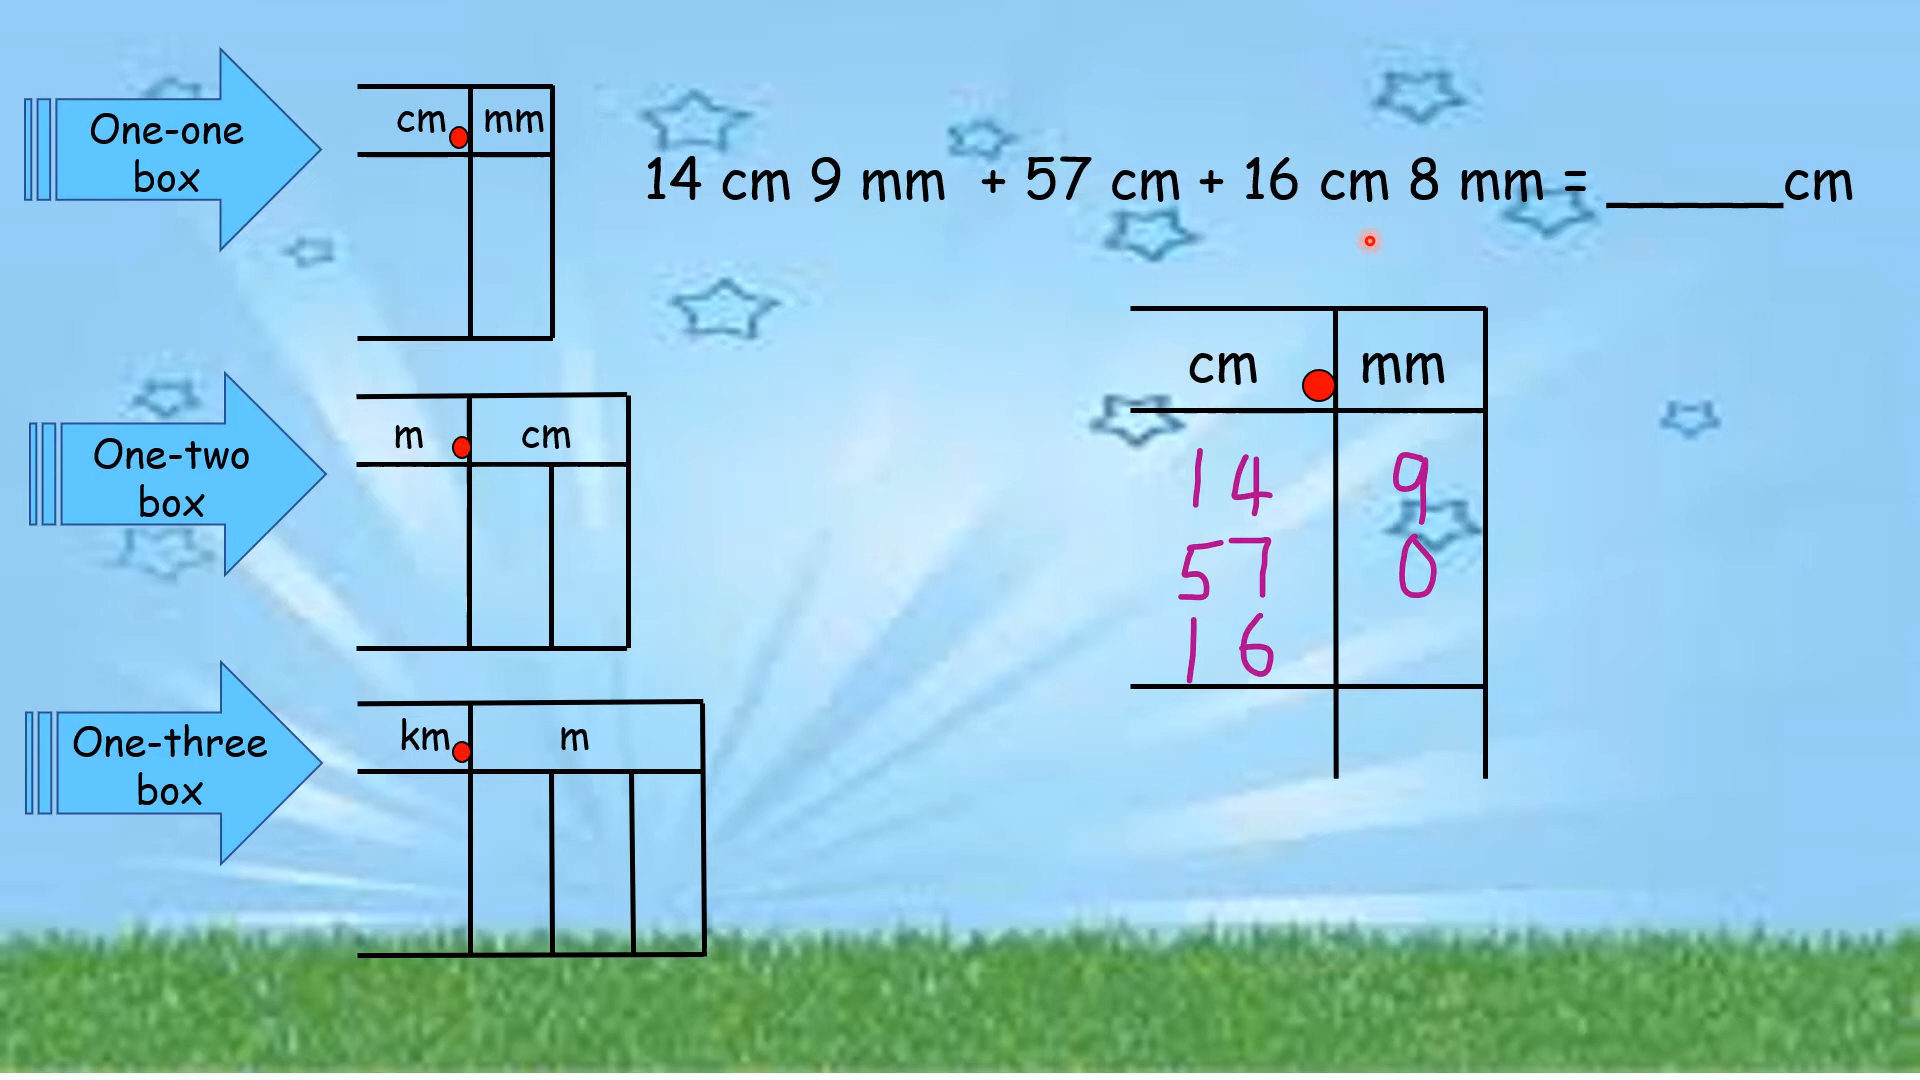 One-one
box
cm mm
14 cm 9 mm + 57 cm + 16 cm 8 mm = ______cm
One-two
box
m cm
One-three
box
km m
cm mm
14 9
57 0
16